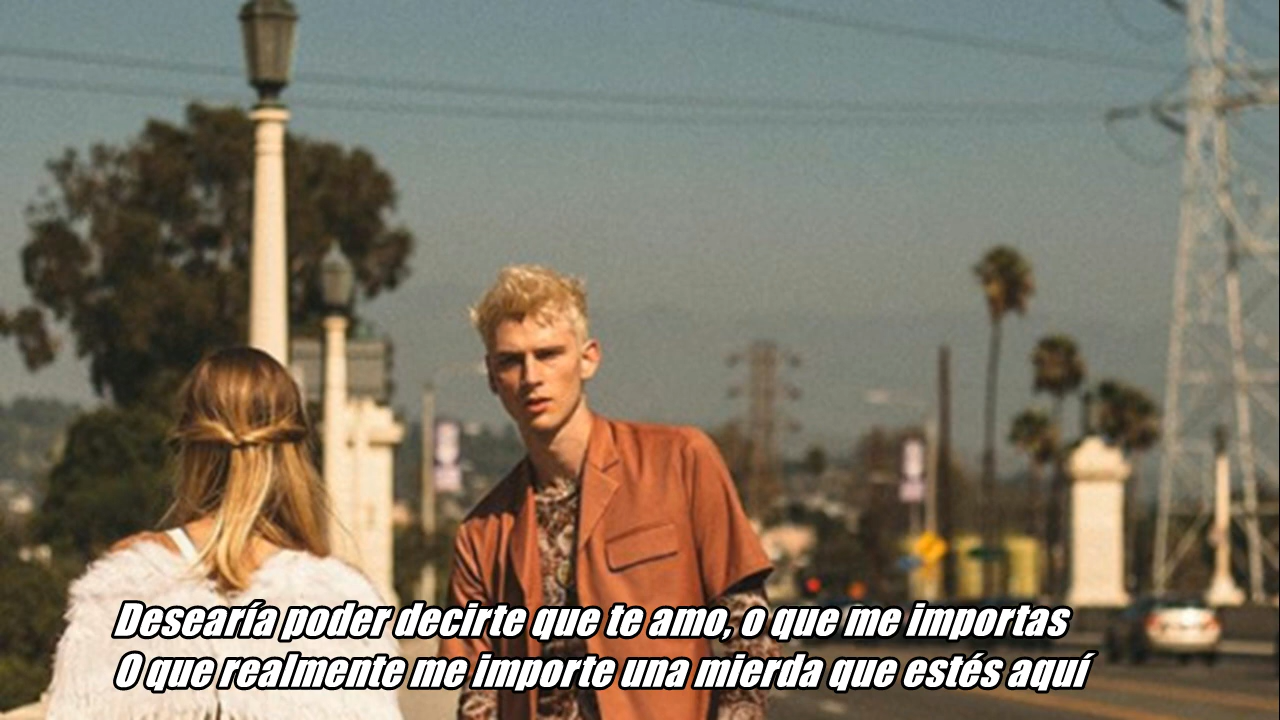 Desearía poder decirte que te amo, o que me importas
O que realmente me importe una mierda que estés aquí